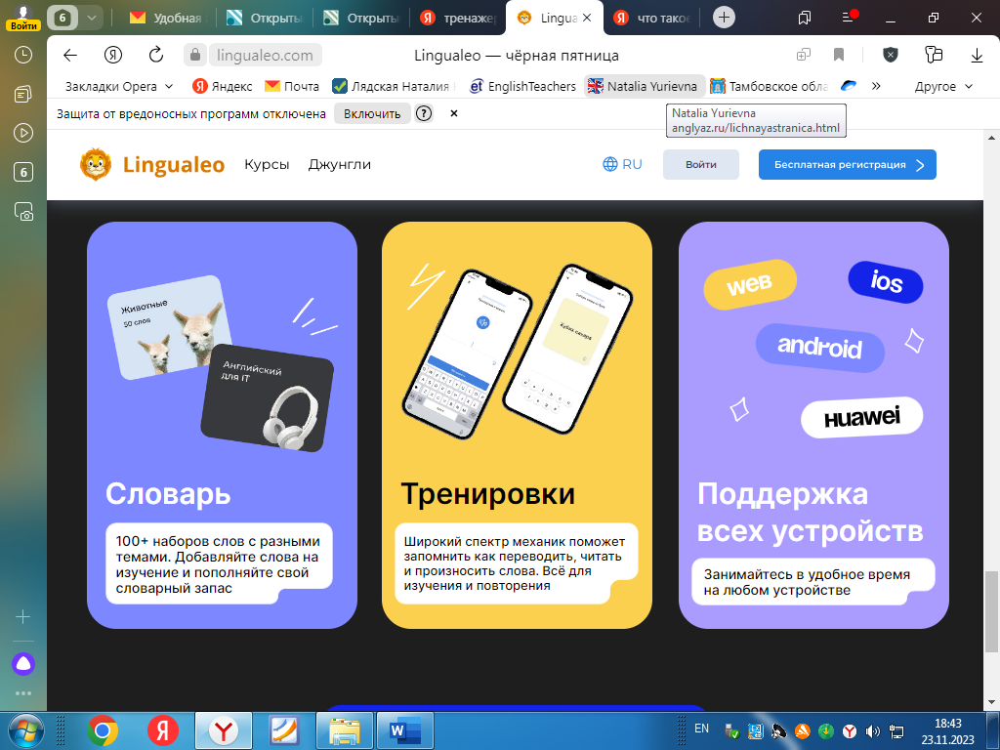 Войти
6
Удобная
Открыты
Открыты
тренажер
Lingua
что такое
lingualeo.com
Lingualeo — чёрная пятница
Закладки Opera
Яндекс
Почта
Лядская Наталия
EnglishTeachers
Natalia Yurievna
Тамбовское обла
»
Другое
Защита от вредоносных программ отключена
Включить
?
Natalia Yurievna
anglyaz.ru/lichnayastranica.html
6
Lingualeo
Курсы
Джунгли
RU
Войти
Бесплатная регистрация
Животные
50 слов
Английский
для IT
Словарь
100+ наборов слов с разными
темами. Добавляйте слова на
изучение и пополняйте свой
словарный запас
Кубик сахара
Тренировки
Широкий спектр механик поможет
запомнить как переводить, читать
и произносить слова. Всё для
изучения и повторения
web
ios
android
HUAWEI
Поддержка
всех устройств
Занимайтесь в удобное время
на любом устройстве
EN
18:43
23.11.2023